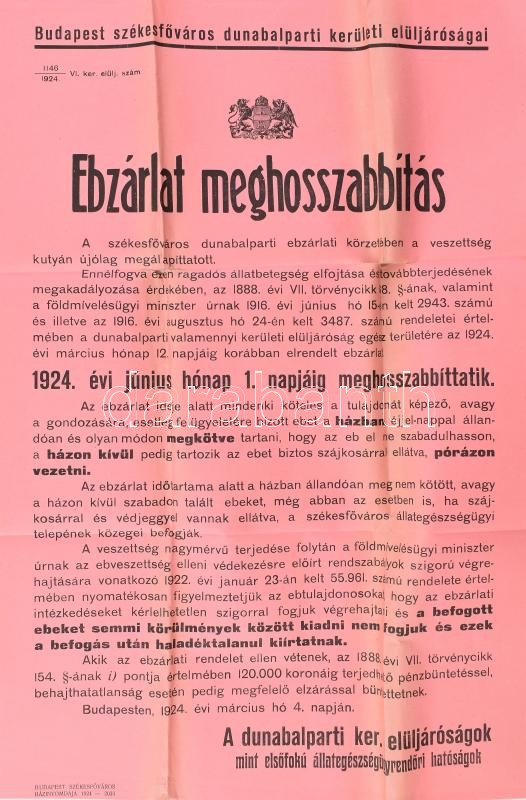 Budapest székesfőváros dunabalparti kerületi elüljáróságai
1146
1924. VI. ker. elülj. szám
Ebzárlat meghosszabbítás
A székesfőváros dunabalparti ebzárlati körzetében a veszettség
kutyán újólag megállapíttatott.
Ennélfogva ezen ragadós állatbetegség elfojtása és továbbterjedésének
megakadályozása érdekében, az 1888. évi VII. törvénycikk 18. §-ának, valamint
a földmívelésügyi miniszter úrnak 1916. évi június hó 15-én kelt 2943. számú
és illetve az 1916. évi augusztus hó 24-én kelt 3487. számú rendeletei értel-
mében a dunabalparti valamennyi kerületi elüljáróság egész területére az 1924.
évi március hónap 12. napjáig korábban elrendelt ebzárlat
1924. évi június hónap 1. napjáig meghosszabbíttatik.
Az ebzárlat ideje alatt mindenki köteles a tulajdonát képező, avagy
a gondozására, esetleg felügyeletére bízott ebet a házban éjjel-nappal állan-
dóan és olyan módon megkötve tartani, hogy az eb el ne szabadulhasson,
a házon kívül pedig tartozik az ebet biztos szájkosárral ellátva, pórázon
vezetni.
Az ebzárlat időtartama alatt a házban állandóan meg nem kötött, avagy
a házon kívül szabadon talált ebeket, még abban az esetben is, ha száj-
kosárral és védjeggyel vannak ellátva, a székesfőváros állategészségügyi
telepének közegei befogják.
A veszettség nagymérvű terjedése folytán a földmívelésügyi miniszter
úrnak az ebveszettség elleni védekezésre előírt rendszabályok szigorú végre-
hajtására vonatkozó 1922. évi január 23-án kelt 55.961. számú rendelete értel-
mében nyomatékosan figyelmeztetjük az ebtulajdonosokat, hogy az ebzárlati
intézkedéseket kérlelhetetlen szigorral fogjuk végrehajtani és a befogott
ebeket semmi körülmények között kiadni nem fogjuk és ezek
a befogás után haladéktalanul kiírtatnak.
Akik az ebzárlati rendelet ellen vétenek, az 1888. évi VII. törvénycikk
154. §-ának i) pontja értelmében 120.000 koronáig terjedhető pénzbüntetéssel,
behajthatatlanság esetén pedig megfelelő elzárással büntettetnek.
Budapesten, 1924. évi március hó 4. napján.
A dunabalparti ker. elüljáróságok
mint elsőfokú állategészségügyi rendőri hatóságok
BUDAPEST SZÉKESFŐVÁROS
HÁZINYOMDÁJA 1924 — 2031
darabanth